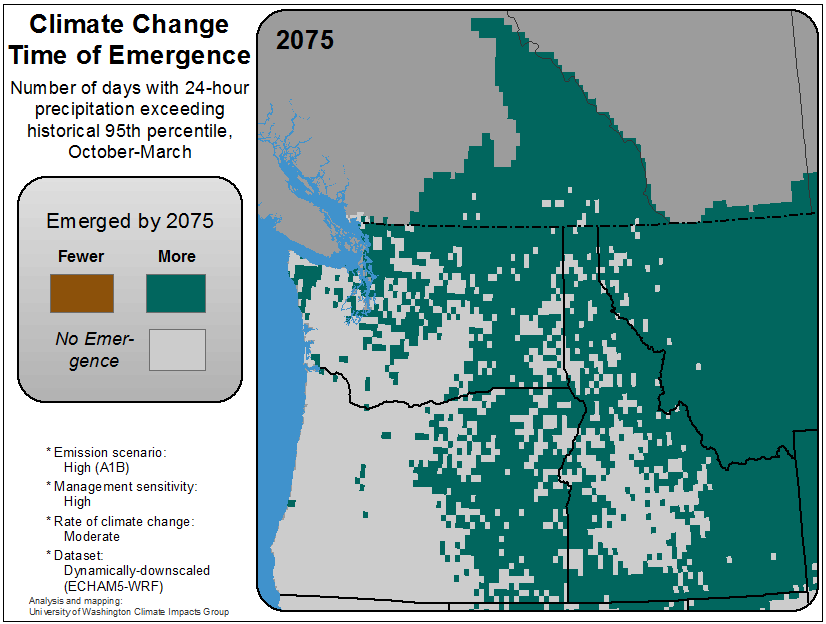 Climate Change
Time of Emergence
Number of days with 24-hour
precipitation exceeding
historical 95th percentile,
October-March
2075
Emerged by 2075
Fewer
More
No Emer-
gence
* Emission scenario:
High (A1B)
* Management sensitivity:
High
* Rate of climate change:
Moderate
* Dataset:
Dynamically-downscaled
(ECHAM5-WRF)
Analysis and mapping:
University of Washington Climate Impacts Group